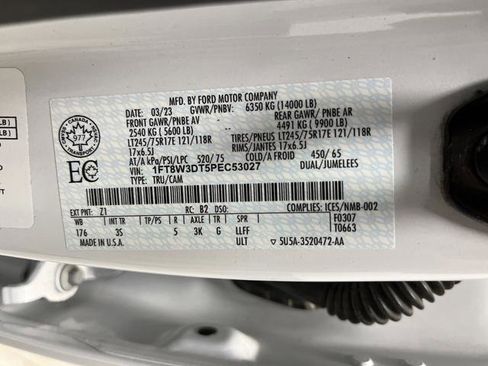 MFD. BY FORD MOTOR COMPANY
DATE: 03/23 GVWR/PNBV: 6350 KG (14000 LB)
FRONT GAWR/PNBE AV REAR GAWR/ PNBE AR
2540 KG ( 5600 LB) 4491 KG ( 9900 LB)
LT245/75R17E 121/118R TIRES/PNEUS LT245/75R17E 121/118R
17x6.5J RIMS/JANTES 17x6.5J
AT/A kPa/PSI/LPC 520/75 COLD/A FROID 450/65
VIN: 1FT8W3DT5PEC53027 DUAL/JUMELEES
TYPE: TRU/CAM
EXT PNT: Z1 RC: B2 DSO: COMPLIES: ICES/NMB-002
WB INT TR TP/PS R AXLE TR SPR F0307
176 3S 5 3K G LLFF T0663
MADE IN U.S.A. ULT 5U5A-3520472-AA
CANADA
977
TRANSPORT
EC
LB )
LB )